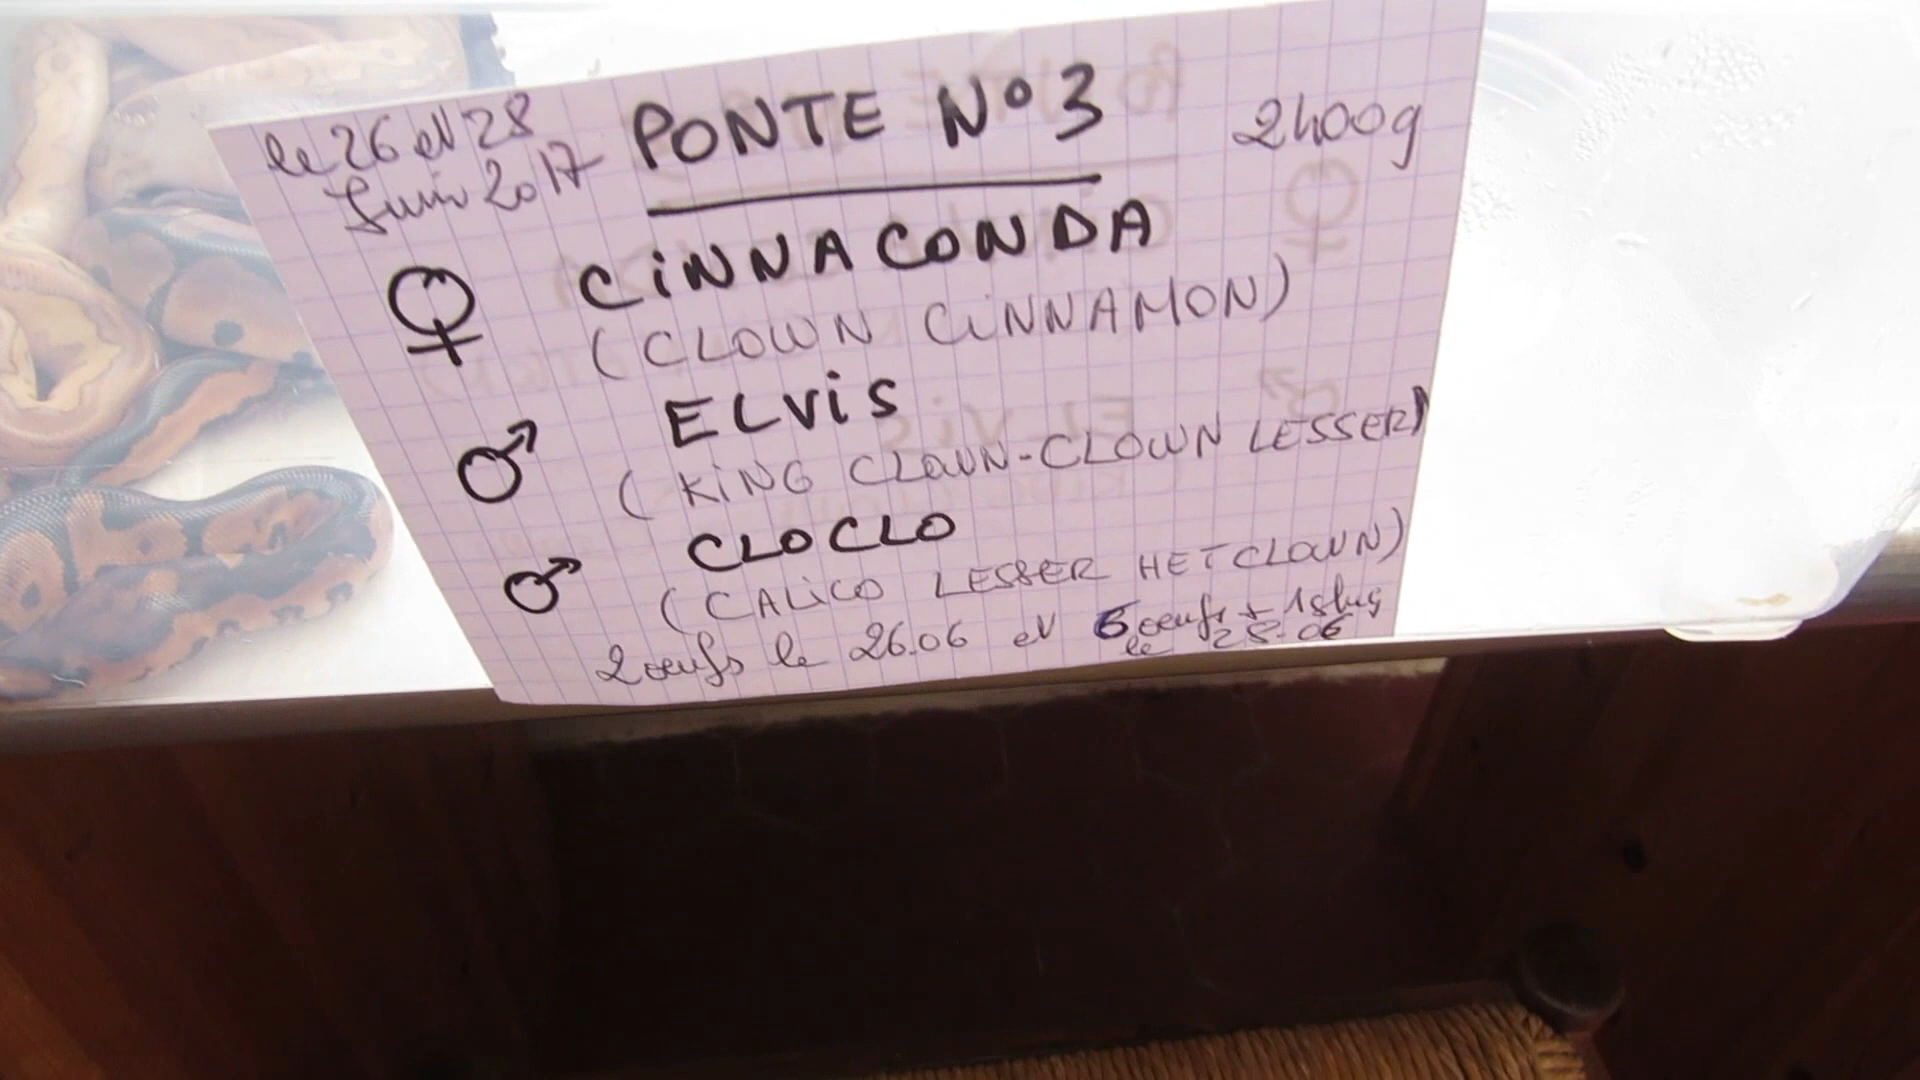 le 26 et 28
Juin 2017
PONTE N° 3
2400g
♀ CiNNACONDA
(CLOWN CiNNAMON)
♂ ELViS
(KiNG CLOWN-CLOWN LESSER)
♂ CLOCLO
(CALiCO LESSER HET CLOWN)
2 oeufs le 26.06 et 6 oeufs + 1 slug
le 28.06